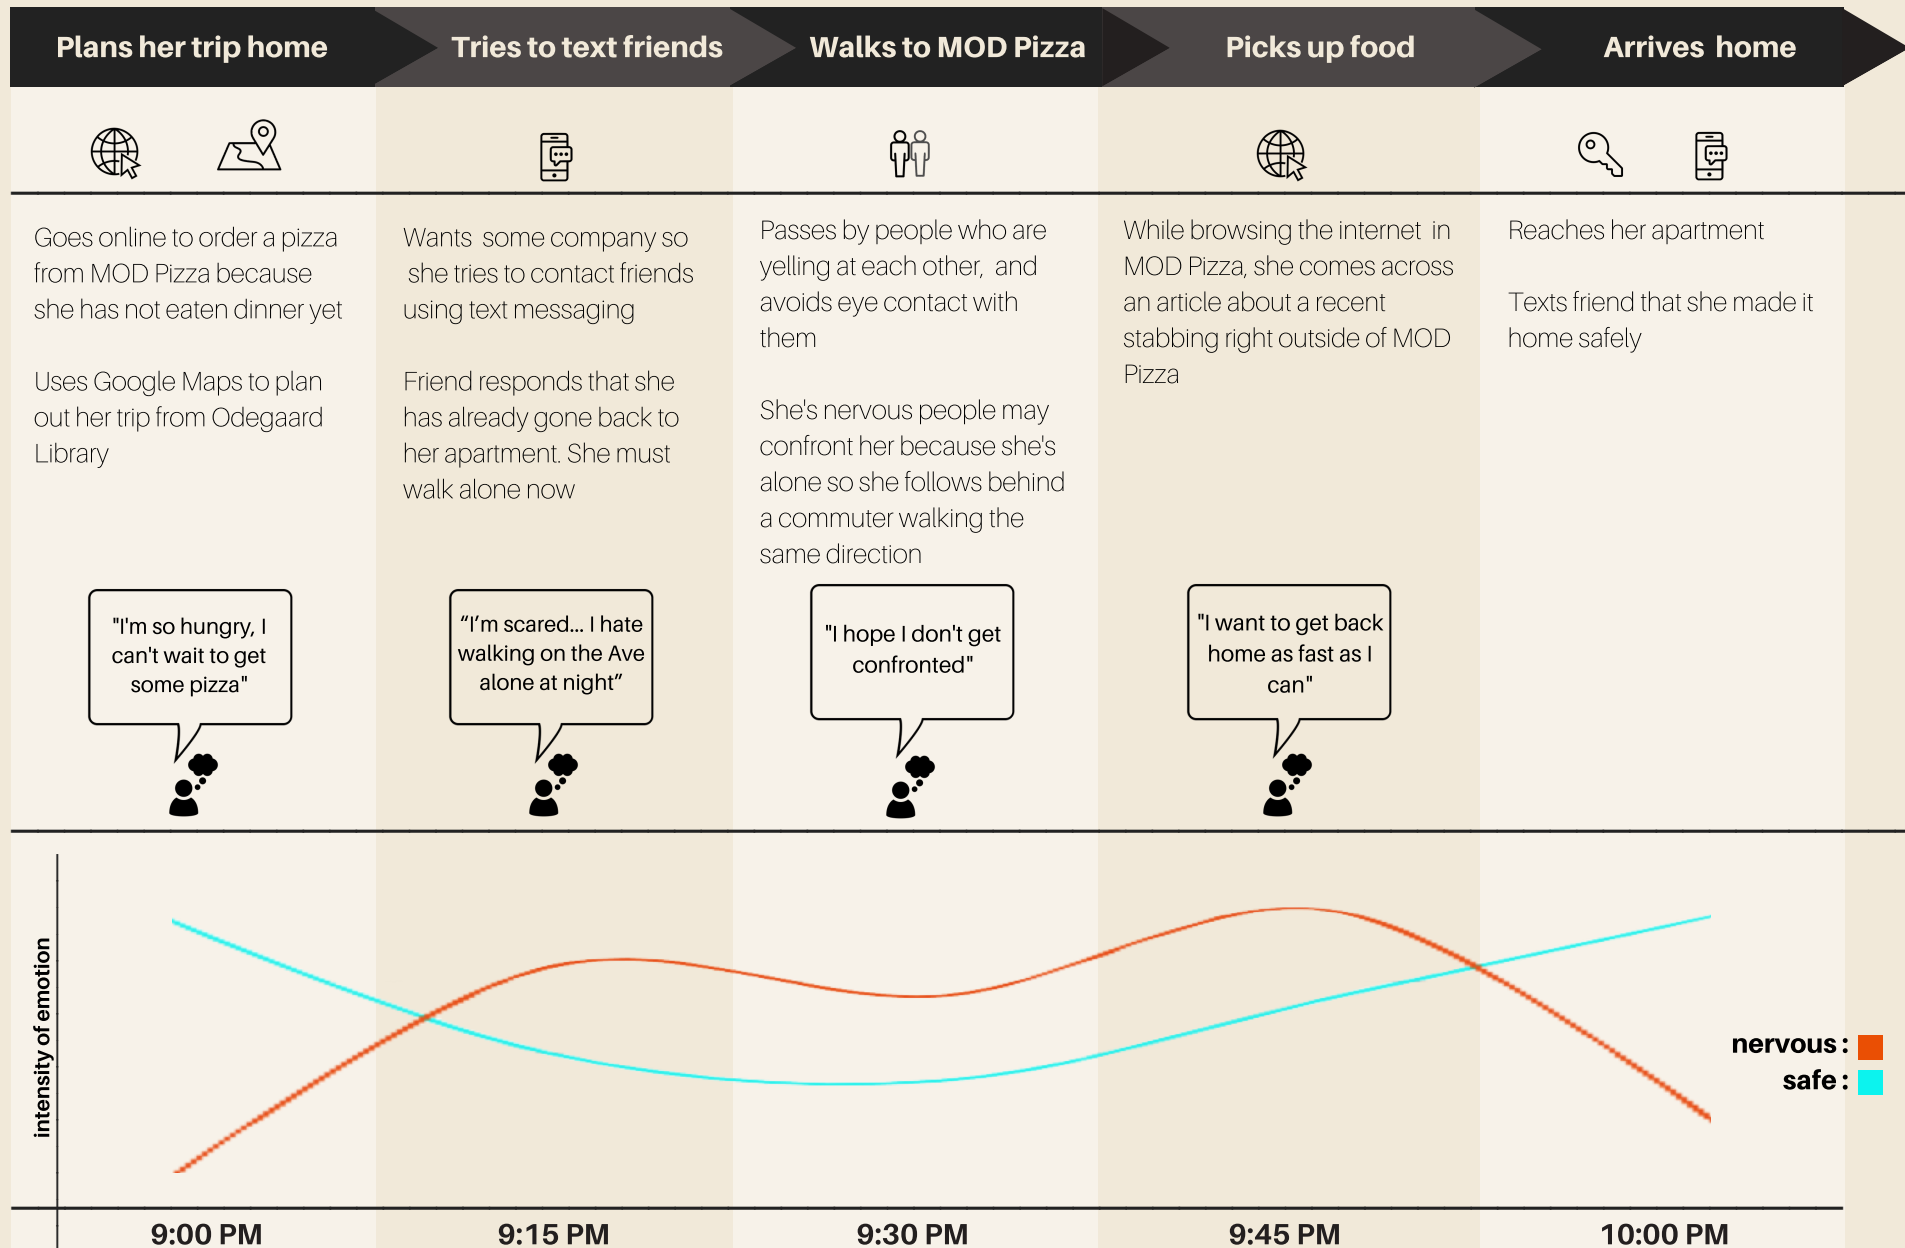 Plans her trip home
Tries to text friends
Walks to MOD Pizza
Picks up food
Arrives  home
Goes online to order a pizza
from MOD Pizza because
she has not eaten dinner yet
Uses Google Maps to plan
out her trip from Odegaard
Library
"I'm so hungry, I
can't wait to get
some pizza"
Wants  some company so
she tries to contact friends
using text messaging
Friend responds that she
has already gone back to
her apartment. She must
walk alone now
“I’m scared... I hate
walking on the Ave
alone at night”
Passes by people who are
yelling at each other,  and
avoids eye contact with
them
She's nervous people may
confront her because she's
alone so she follows behind
a commuter walking the
same direction
"I hope I don't get
confronted"
While browsing the internet  in
MOD Pizza, she comes across
an article about a recent
stabbing right outside of MOD
Pizza
"I want to get back
home as fast as I
can"
Reaches her apartment
Texts friend that she made it
home safely
intensity of emotion
nervous :
safe :
9:00 PM
9:15 PM
9:30 PM
9:45 PM
10:00 PM